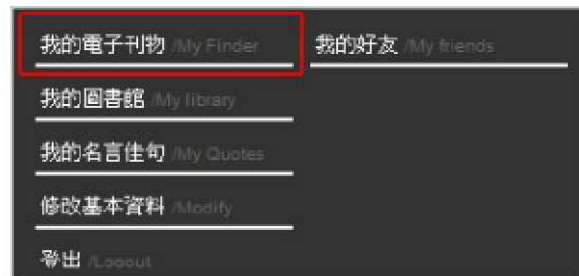 我的電子刊物 /My Finder
我的好友 /My friends
我的圖書館 /My library
我的名言佳句 /My Quotes
修改基本資料 /Modify
登出 /Logout